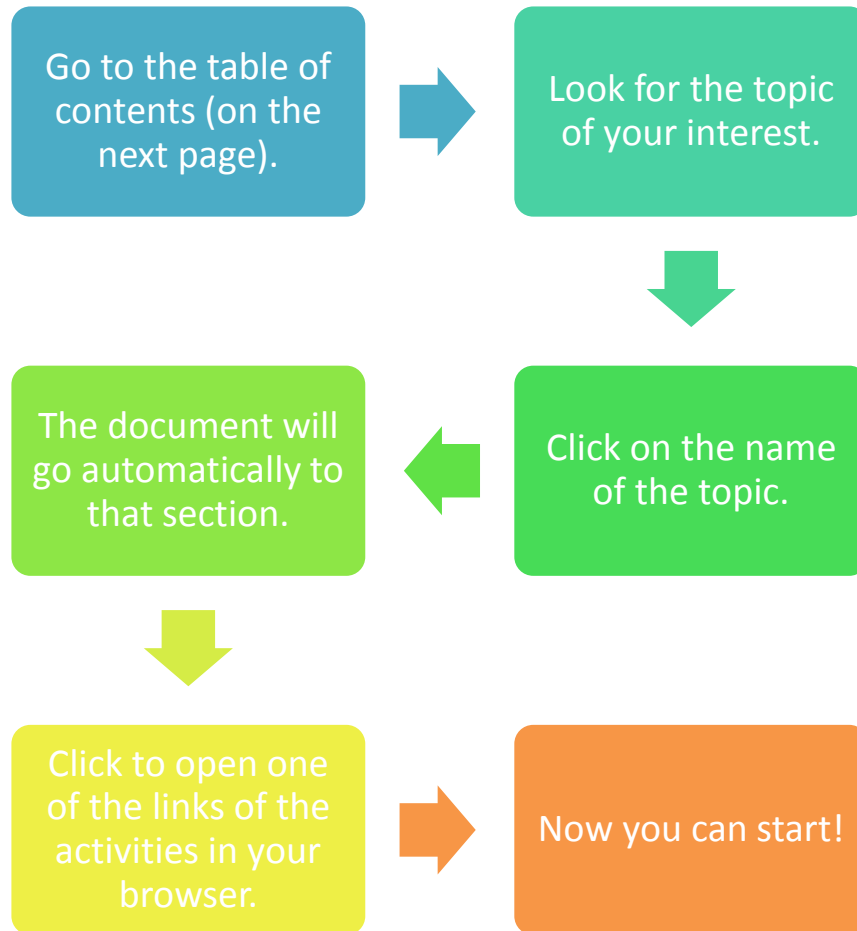 Go to the table of
contents (on the
next page).
Look for the topic
of your interest.
Click on the name
of the topic.
The document will
go automatically to
that section.
Click to open one
of the links of the
activities in your
browser.
Now you can start!